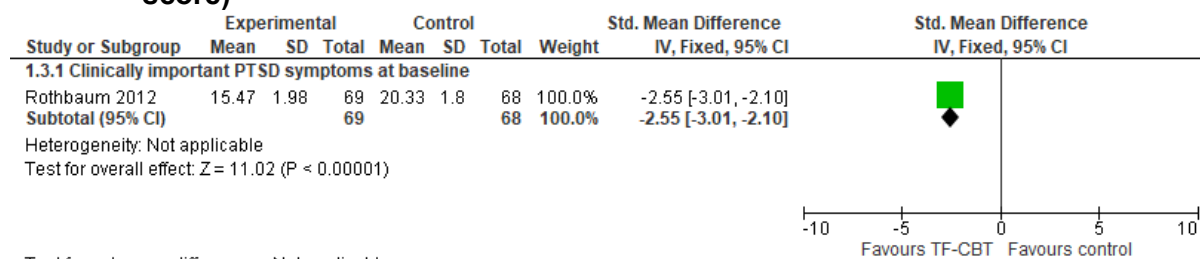 score)
Experimental Control Std. Mean Difference Std. Mean Difference
Study or Subgroup Mean SD Total Mean SD Total Weight IV, Fixed, 95% CI IV, Fixed, 95% CI
1.3.1 Clinically important PTSD symptoms at baseline
Rothbaum 2012 15.47 1.98 69 20.33 1.8 68 100.0% -2.55 [-3.01, -2.10]
Subtotal (95% CI) 69 68 100.0% -2.55 [-3.01, -2.10]
Heterogeneity: Not applicable
Test for overall effect: Z = 11.02 (P < 0.00001)
-10 -5 0 5 10
Favours TF-CBT Favours control